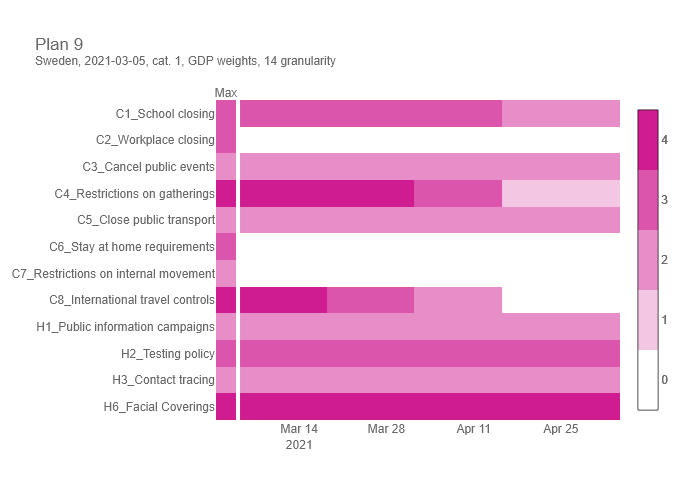 Plan 9
Sweden, 2021-03-05, cat. 1, GDP weights, 14 granularity
Max
C1_School closing
C2_Workplace closing
C3_Cancel public events
C4_Restrictions on gatherings
C5_Close public transport
C6_Stay at home requirements
C7_Restrictions on internal movement
C8_International travel controls
H1_Public information campaigns
H2_Testing policy
H3_Contact tracing
H6_Facial Coverings
Mar 14 Mar 28 Apr 11 Apr 25
2021
4
3
2
1
0